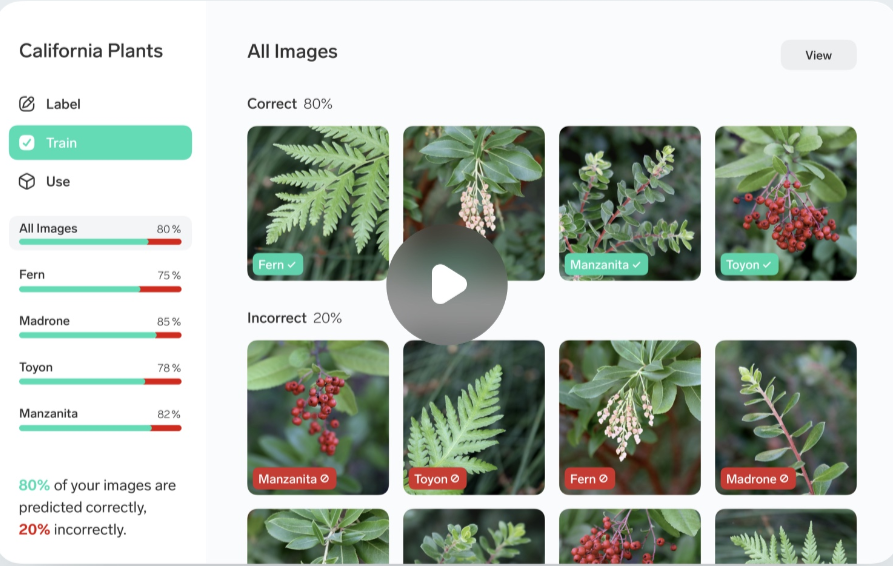 California Plants
Label
Train
Use
All Images 80%
Fern 75%
Madrone 85%
Toyon 78%
Manzanita 82%
80% of your images are
predicted correctly,
20% incorrectly.
All Images
View
Correct 80%
Fern
Manzanita
Toyon
Incorrect 20%
Manzanita
Toyon
Fern
Madrone